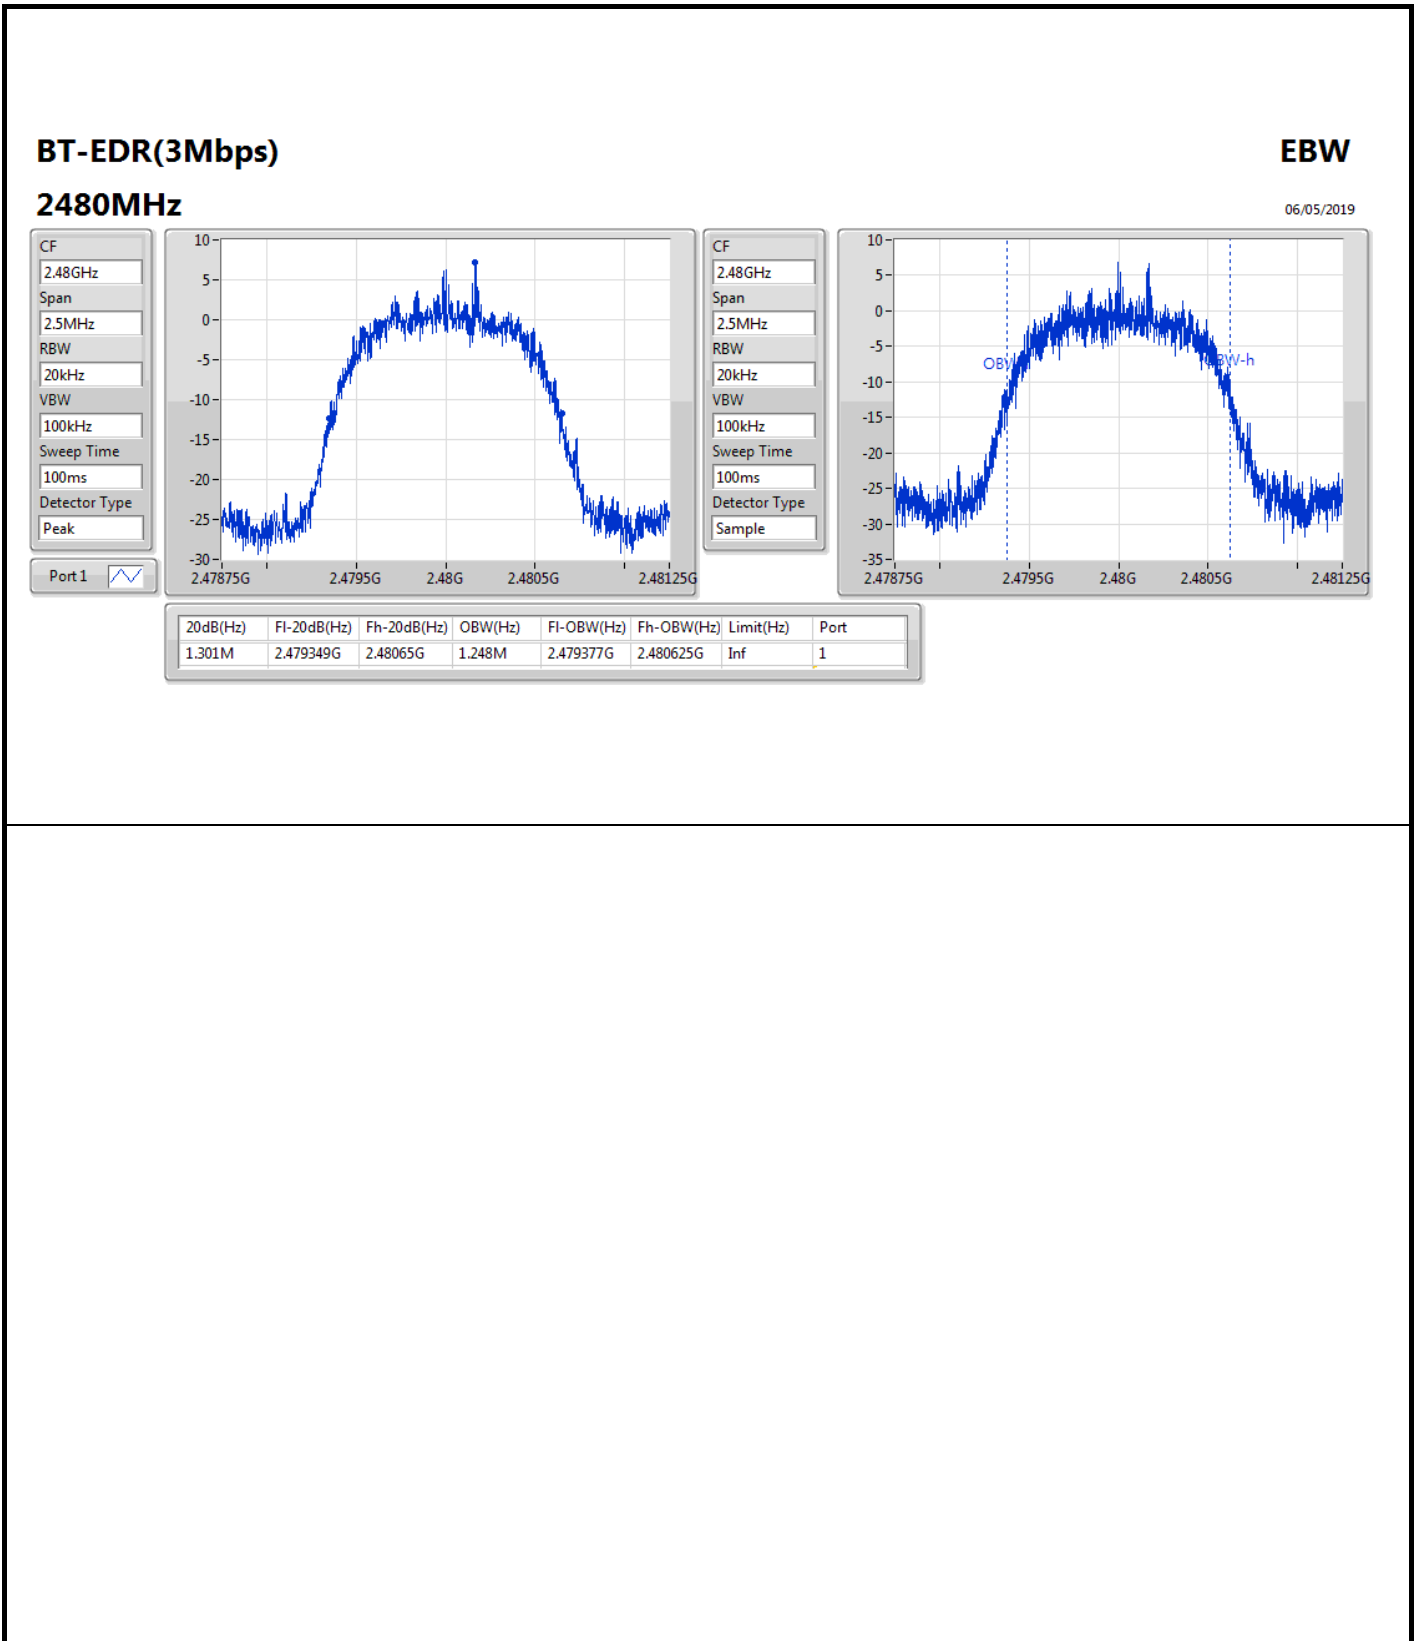 BT-EDR(3Mbps)
EBW
2480MHz
06/05/2019
CF
2.48GHz
Span
2.5MHz
RBW
20kHz
VBW
100kHz
Sweep Time
100ms
Detector Type
Peak
Port 1
10
5
0
-5
-10
-15
-20
-25
-30
2.47875G 2.4795G 2.48G 2.4805G 2.48125G
CF
2.48GHz
Span
2.5MHz
RBW
20kHz
VBW
100kHz
Sweep Time
100ms
Detector Type
Sample
10
5
0
-5
-10
-15
-20
-25
-30
-35
2.47875G 2.4795G 2.48G 2.4805G 2.48125G
20dB(Hz) Fl-20dB(Hz) Fh-20dB(Hz) OBW(Hz) Fl-OBW(Hz) Fh-OBW(Hz) Limit(Hz) Port
1.301M 2.479349G 2.48065G 1.248M 2.479377G 2.480625G Inf 1